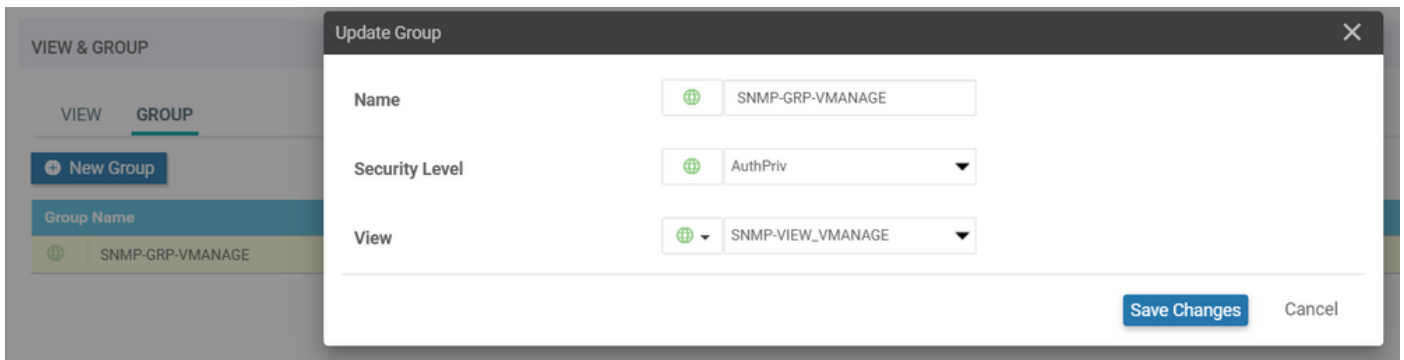 VIEW & GROUP
VIEW GROUP
New Group
Group Name
SNMP-GRP-VMANAGE
Update Group
Name SNMP-GRP-VMANAGE
Security Level AuthPriv
View SNMP-VIEW_VMANAGE
Save Changes Cancel